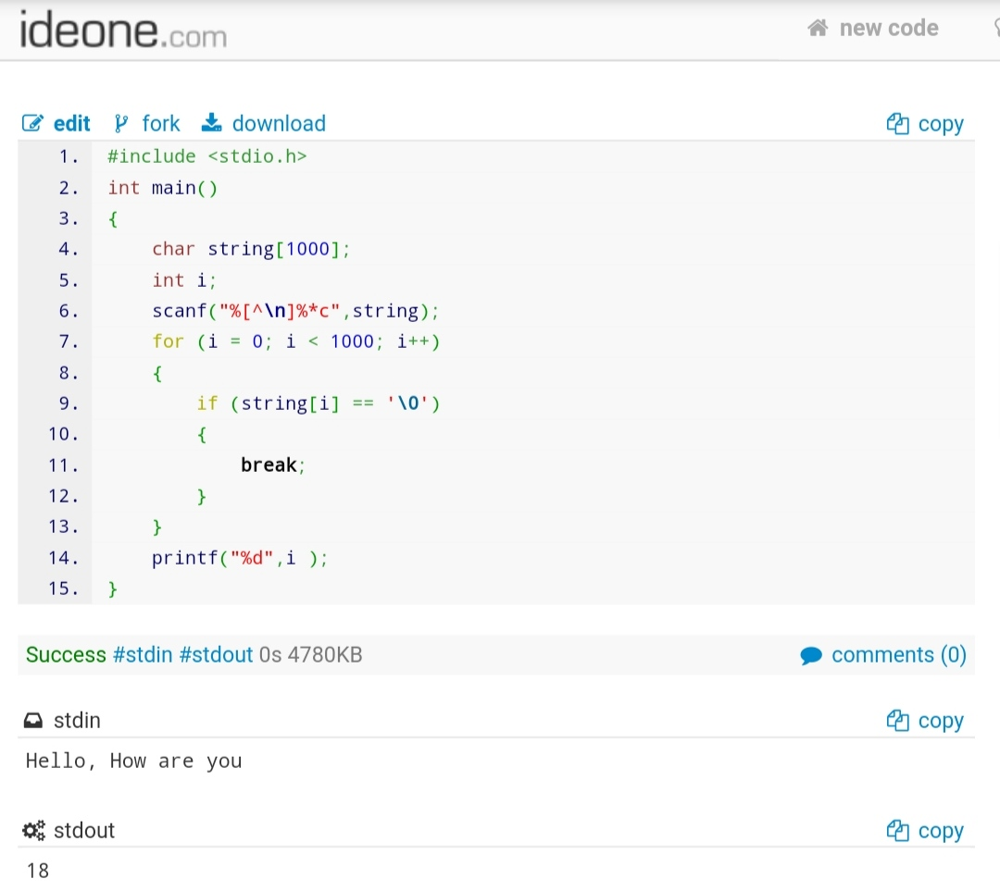 ideone.com new code
edit fork download copy
1. #include <stdio.h>
2. int main()
3. {
4.     char string[1000];
5.     int i;
6.     scanf("%[^\n]%*c",string);
7.     for (i = 0; i < 1000; i++)
8.     {
9.         if (string[i] == '\0')
10.         {
11.             break;
12.         }
13.     }
14.     printf("%d",i );
15. }
Success #stdin #stdout 0s 4780KB comments (0)
stdin copy
Hello, How are you
stdout copy
18